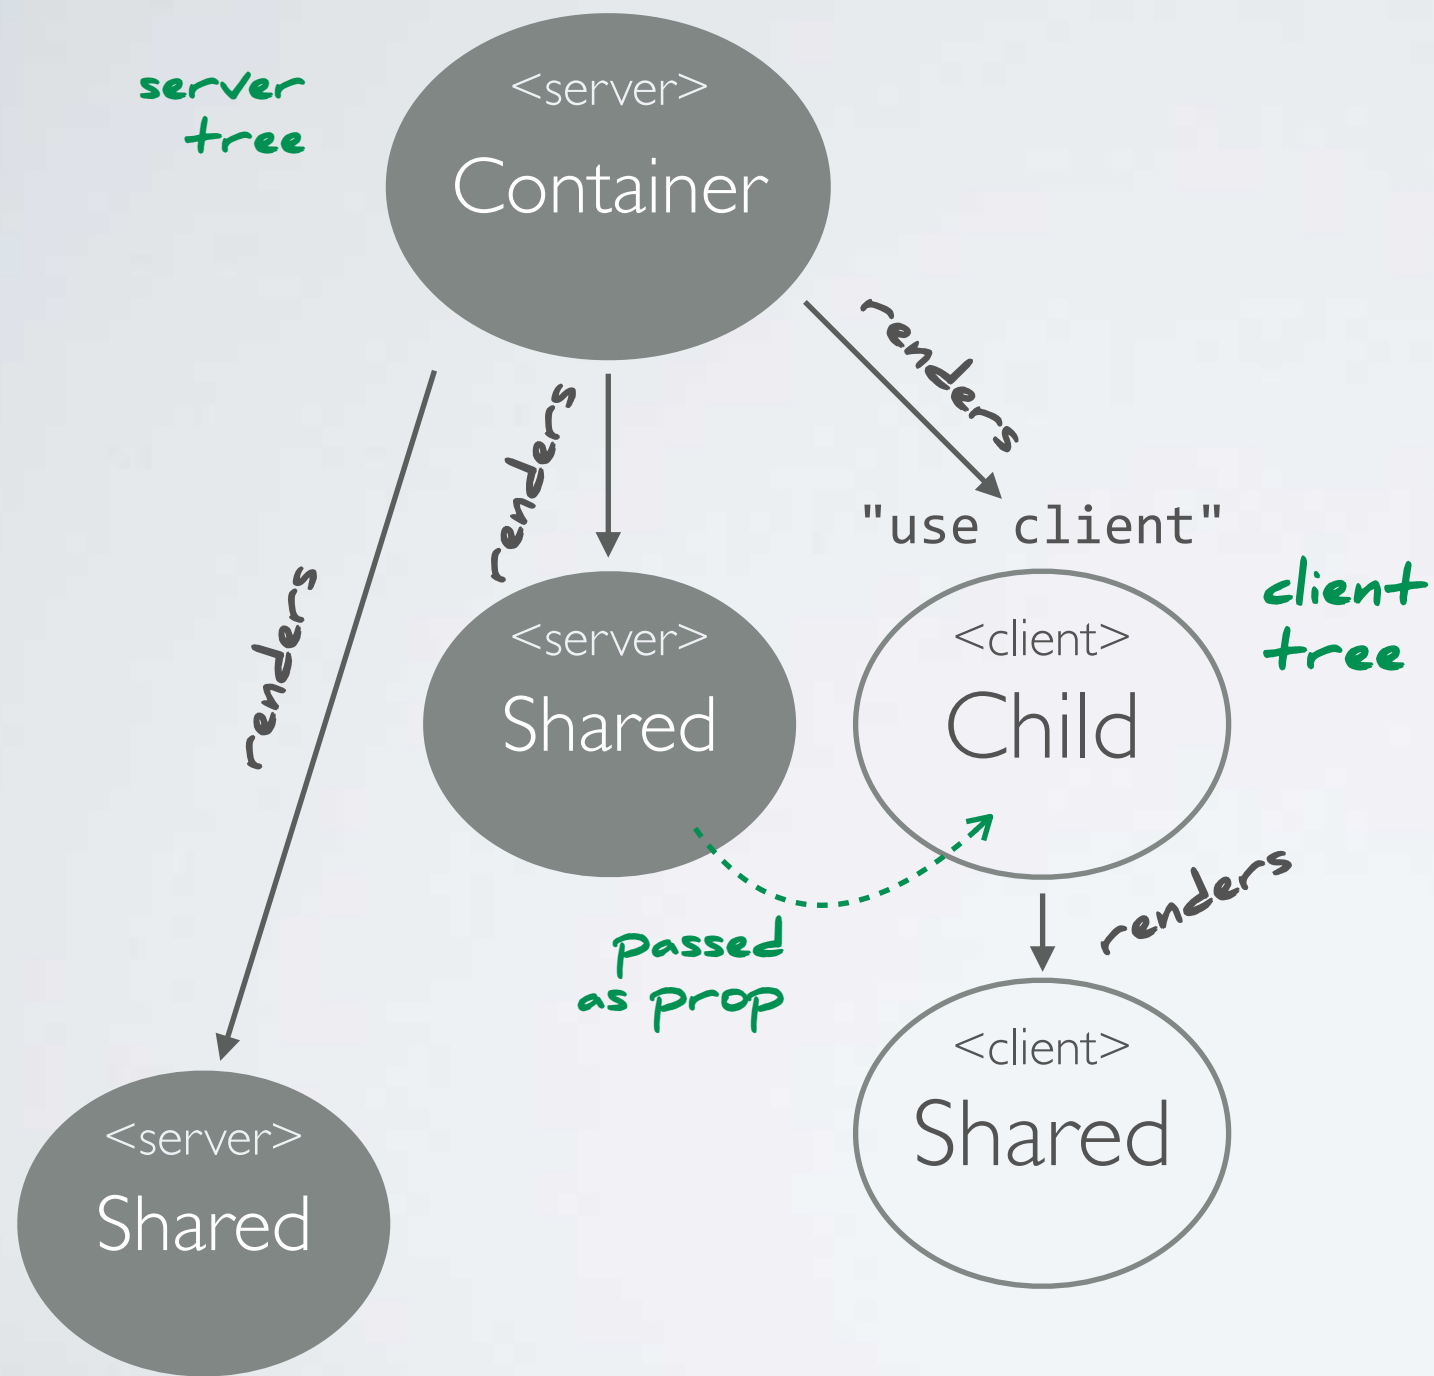 server
tree
<server>
Container
renders
renders
renders
"use client"
client
tree
<server>
Shared
<client>
Child
passed
as prop
renders
<client>
Shared
<server>
Shared